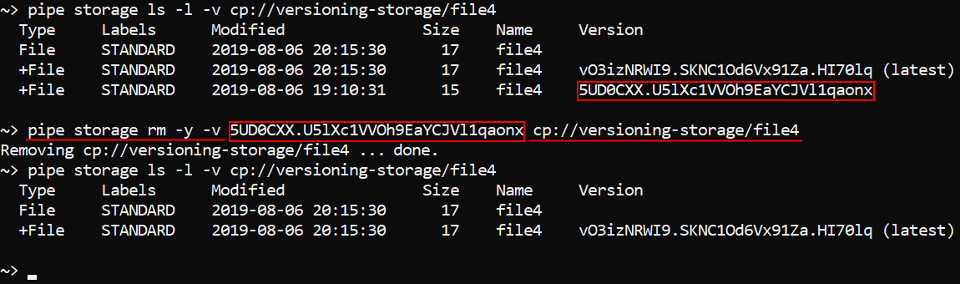 ~> pipe storage ls -l -v cp://versioning-storage/file4
Type Labels Modified Size Name Version
File STANDARD 2019-08-06 20:15:30 17 file4
+File STANDARD 2019-08-06 20:15:30 17 file4 vO3izNRWI9.SKNC1Od6Vx91Za.HI70lq (latest)
+File STANDARD 2019-08-06 19:10:31 15 file4 5UD0CXX.U5lXc1VVOh9EaYCJVl1qaonx
~> pipe storage rm -y -v 5UD0CXX.U5lXc1VVOh9EaYCJVl1qaonx cp://versioning-storage/file4
Removing cp://versioning-storage/file4 ... done.
~> pipe storage ls -l -v cp://versioning-storage/file4
Type Labels Modified Size Name Version
File STANDARD 2019-08-06 20:15:30 17 file4
+File STANDARD 2019-08-06 20:15:30 17 file4 vO3izNRWI9.SKNC1Od6Vx91Za.HI70lq (latest)
~>